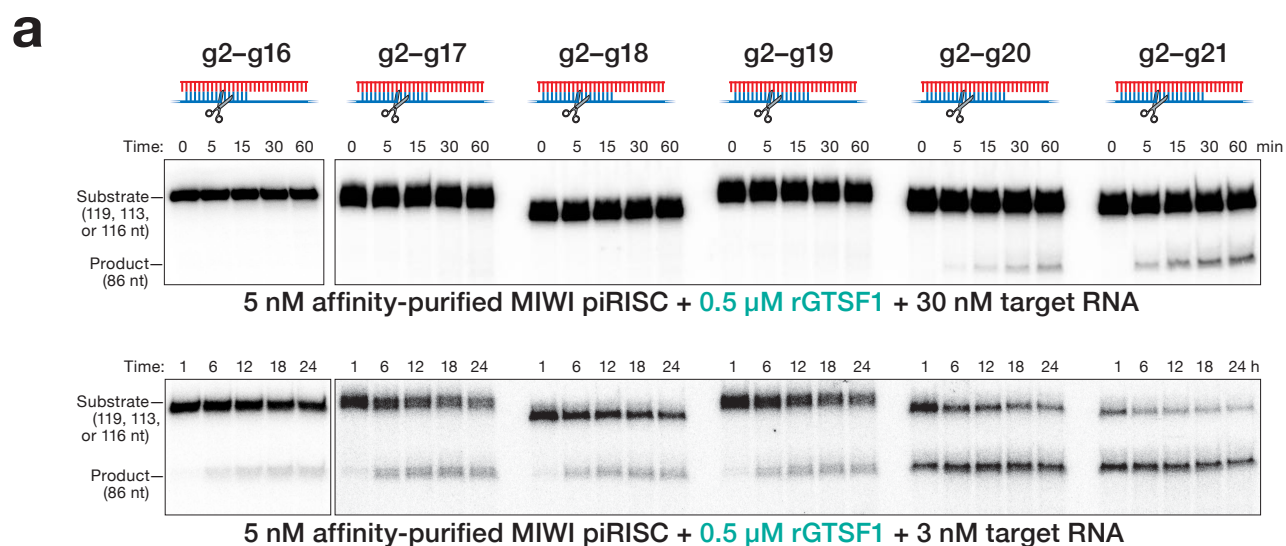 a
g2–g16 g2–g17 g2–g18 g2–g19 g2–g20 g2–g21
Time: 0 5 15 30 60 0 5 15 30 60 0 5 15 30 60 0 5 15 30 60 0 5 15 30 60 0 5 15 30 60 min
Substrate
(119, 113,
or 116 nt)
Product
(86 nt)
5 nM affinity-purified MIWI piRISC + 0.5 µM rGTSF1 + 30 nM target RNA
Time: 1 6 12 18 24 1 6 12 18 24 1 6 12 18 24 1 6 12 18 24 1 6 12 18 24 1 6 12 18 24 h
Substrate
(119, 113,
or 116 nt)
Product
(86 nt)
5 nM affinity-purified MIWI piRISC + 0.5 µM rGTSF1 + 3 nM target RNA